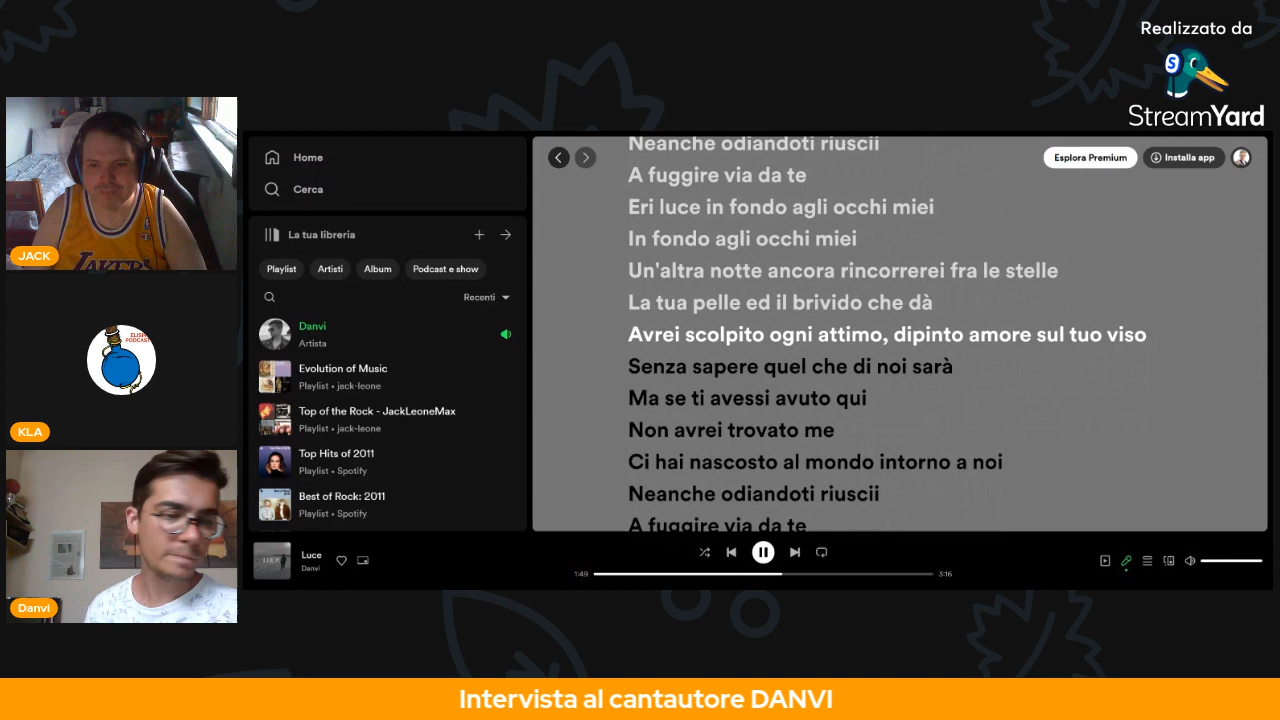 Realizzato da
StreamYard
JACK
LAKERS
ELISIR
PODCAST
KLA
Danvi
Home
Cerca
La tua libreria
Playlist
Artisti
Album
Podcast e show
Recenti
Danvi
Artista
Evolution of Music
Playlist • jack-leone
Top of the Rock - JackLeoneMax
Playlist • jack-leone
Top Hits of 2011
Playlist • Spotify
Best of Rock: 2011
Playlist • Spotify
Esplora Premium
Installa app
Neanche odiandoti riuscii
A fuggire via da te
Eri luce in fondo agli occhi miei
In fondo agli occhi miei
Un'altra notte ancora rincorrerei fra le stelle
La tua pelle ed il brivido che dà
Avrei scolpito ogni attimo, dipinto amore sul tuo viso
Senza sapere quel che di noi sarà
Ma se ti avessi avuto qui
Non avrei trovato me
Ci hai nascosto al mondo intorno a noi
Neanche odiandoti riuscii
A fuggire via da te
LUCE
Luce
Danvi
1:49
3:16
Intervista al cantautore DANVI